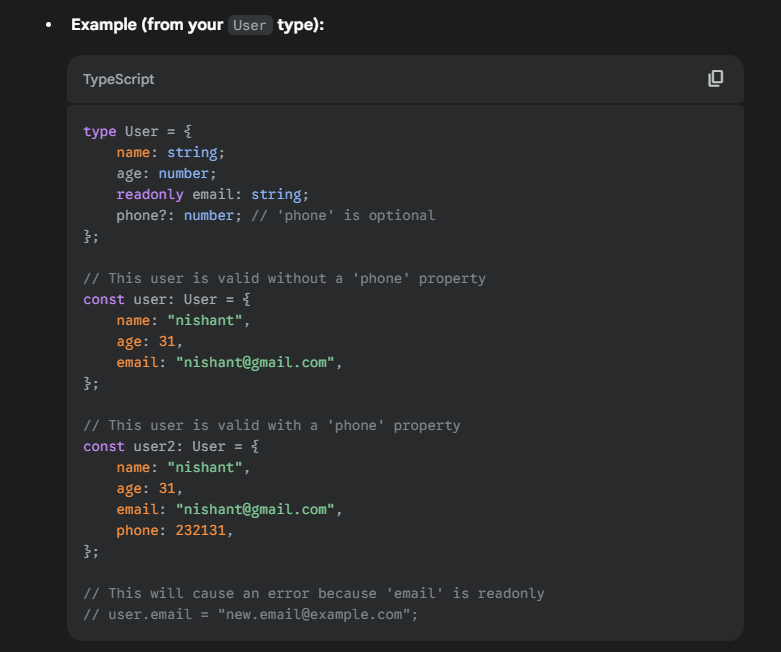 Example (from your User type):
TypeScript
type User = {
    name: string;
    age: number;
    readonly email: string;
    phone?: number; // 'phone' is optional
};

// This user is valid without a 'phone' property
const user: User = {
    name: "nishant",
    age: 31,
    email: "nishant@gmail.com",
};

// This user is valid with a 'phone' property
const user2: User = {
    name: "nishant",
    age: 31,
    email: "nishant@gmail.com",
    phone: 232131,
};

// This will cause an error because 'email' is readonly
// user.email = "new.email@example.com";